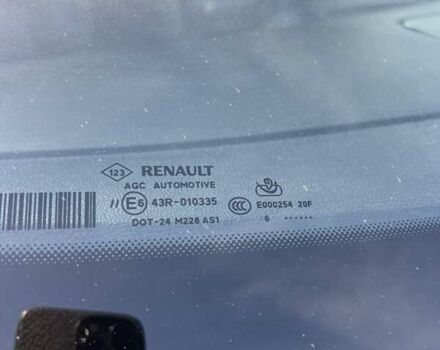 123 RENAULT
AGC AUTOMOTIVE
// E6 43R-010335 CCC E000254 20F
DOT-24 M228 AS1 6 ......